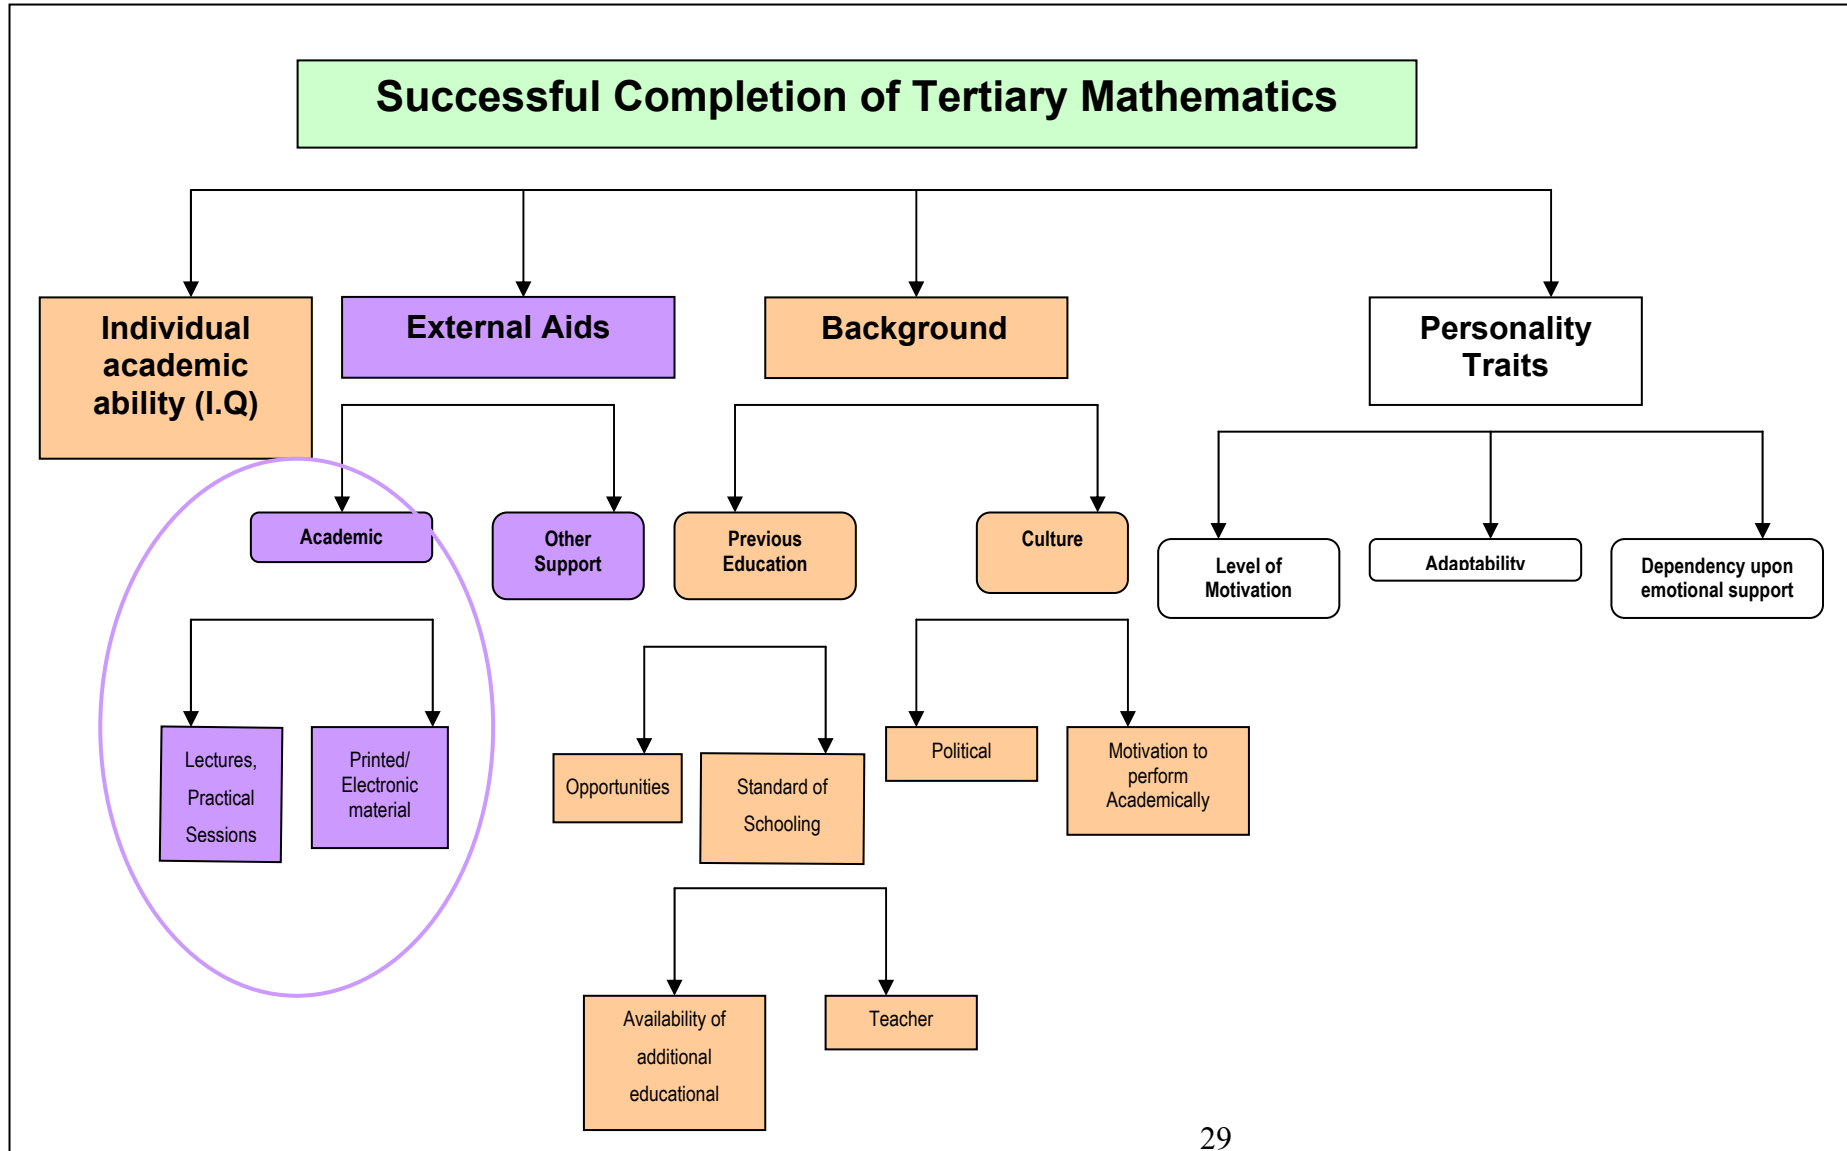 Successful Completion of Tertiary Mathematics
Individual
academic
ability (I.Q)
External Aids
Background
Personality
Traits
Academic
Other
Support
Previous
Education
Culture
Level of
Motivation
Adaptability
Dependency upon
emotional support
Lectures,
Practical
Sessions
Printed/
Electronic
material
Opportunities
Standard of
Schooling
Political
Motivation to
perform
Academically
Availability of
additional
educational
Teacher
29